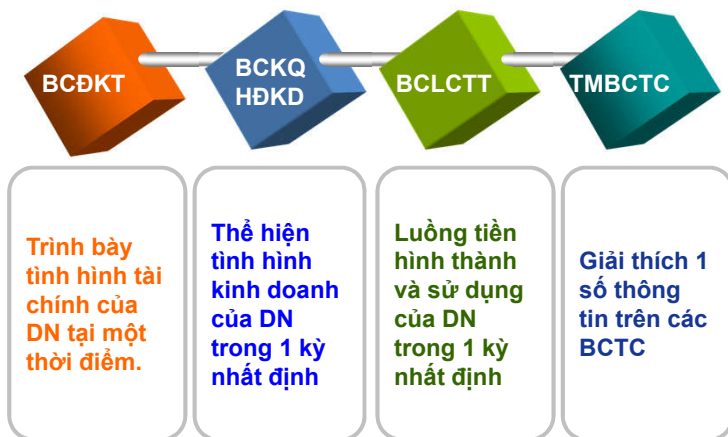 BCĐKT
BCKQ
HĐKD
BCLCTT
TMBCTC
Trình bày
tình hình tài
chính của
DN tại một
thời điểm.
Thể hiện
tình hình
kinh doanh
của DN
trong 1 kỳ
nhất định
Luồng tiền
hình thành
và sử dụng
của DN
trong 1 kỳ
nhất định
Giải thích 1
số thông
tin trên các
BCTC